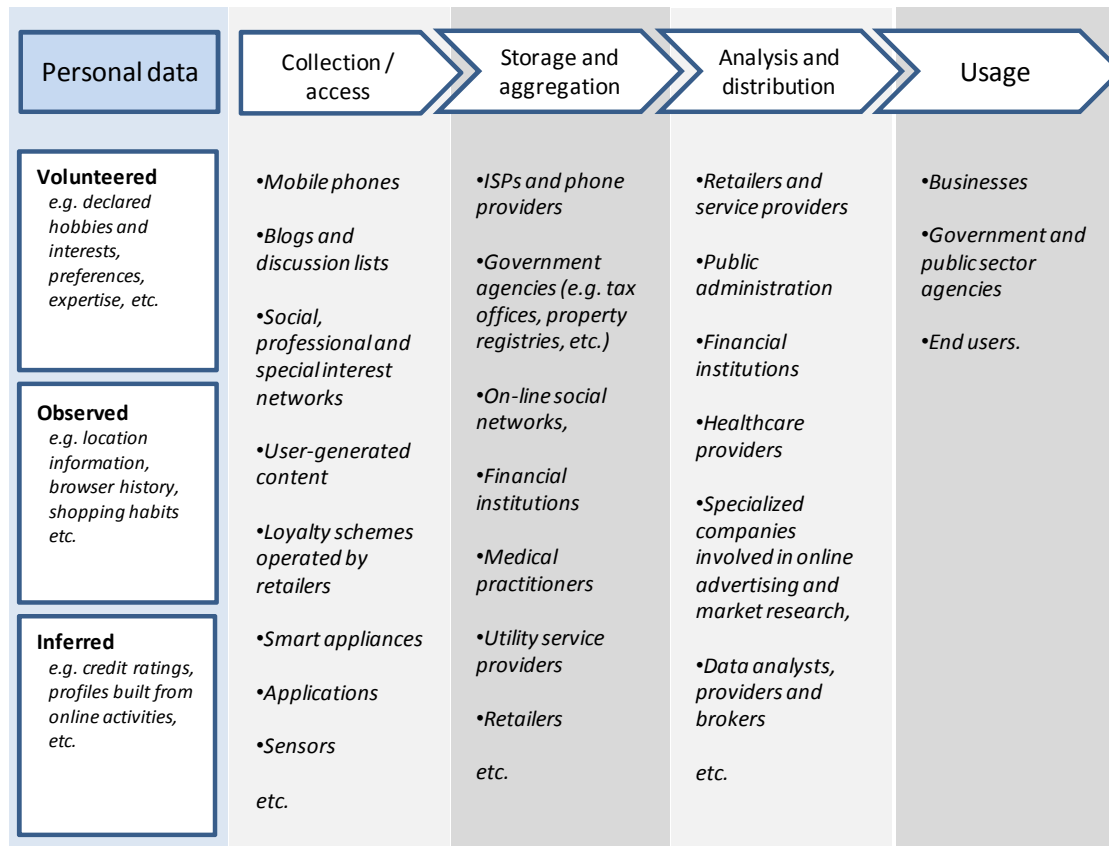 Personal data
Collection /
access
Storage and
aggregation
Analysis and
distribution
Usage
Volunteered
e.g. declared
hobbies and
interests,
preferences,
expertise, etc.
Observed
e.g. location
information,
browser history,
shopping habits
etc.
Inferred
e.g. credit ratings,
profiles built from
online activities,
etc.
•Mobile phones
•Blogs and
discussion lists
•Social,
professional and
special interest
networks
•User-generated
content
•Loyalty schemes
operated by
retailers
•Smart appliances
•Applications
•Sensors
etc.
•ISPs and phone
providers
•Government
agencies (e.g. tax
offices, property
registries, etc.)
•On-line social
networks,
•Financial
institutions
•Medical
practitioners
•Utility service
providers
•Retailers
etc.
•Retailers and
service providers
•Public
administration
•Financial
institutions
•Healthcare
providers
•Specialized
companies
involved in online
advertising and
market research,
•Data analysts,
providers and
brokers
etc.
•Businesses
•Government and
public sector
agencies
•End users.